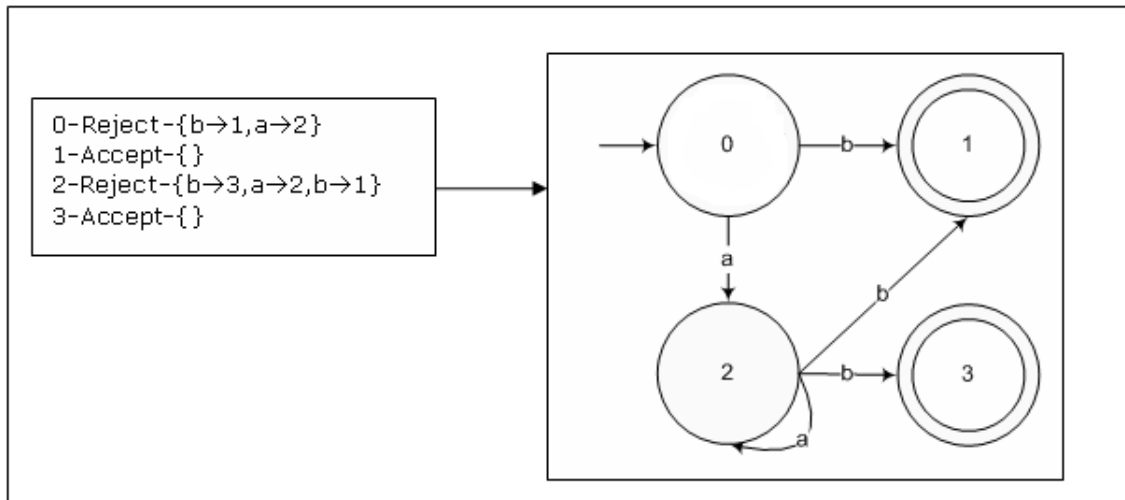 0-Reject-{b→1,a→2}
1-Accept-{}
2-Reject-{b→3,a→2,b→1}
3-Accept-{}
0
b
1
a
b
2
b
3
a